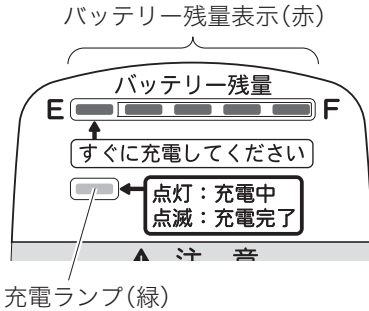 バッテリー残量表示(赤)
バッテリー残量
E F
すぐに充電してください
点灯:充電中
点滅:充電完了
注 意
充電ランプ(緑)